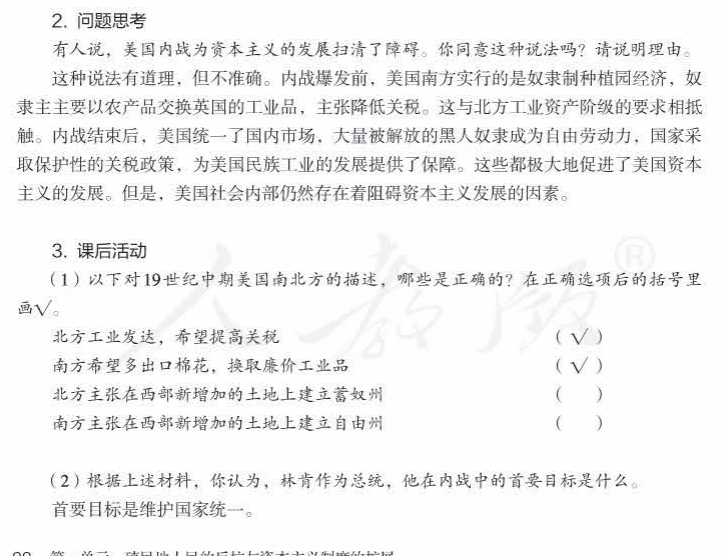 2. 问题思考
有人说，美国内战为资本主义的发展扫清了障碍。你同意这种说法吗？请说明理由。
这种说法有道理，但不准确。内战爆发前，美国南方实行的是奴隶制种植园经济，奴
隶主主要以农产品交换英国的工业品，主张降低关税。这与北方工业资产阶级的要求相抵
触。内战结束后，美国统一了国内市场，大量被解放的黑人奴隶成为自由劳动力，国家采
取保护性的关税政策，为美国民族工业的发展提供了保障。这些都极大地促进了美国资本
主义的发展。但是，美国社会内部仍然存在着阻碍资本主义发展的因素。
3. 课后活动
（1）以下对19世纪中期美国南北方的描述，哪些是正确的？在正确选项后的括号里
画√。
北方工业发达，希望提高关税 （ √ ）
南方希望多出口棉花，换取廉价工业品 （ √ ）
北方主张在西部新增加的土地上建立蓄奴州 （ ）
南方主张在西部新增加的土地上建立自由州 （ ）
人教版®
（2）根据上述材料，你认为，林肯作为总统，他在内战中的首要目标是什么。
首要目标是维护国家统一。